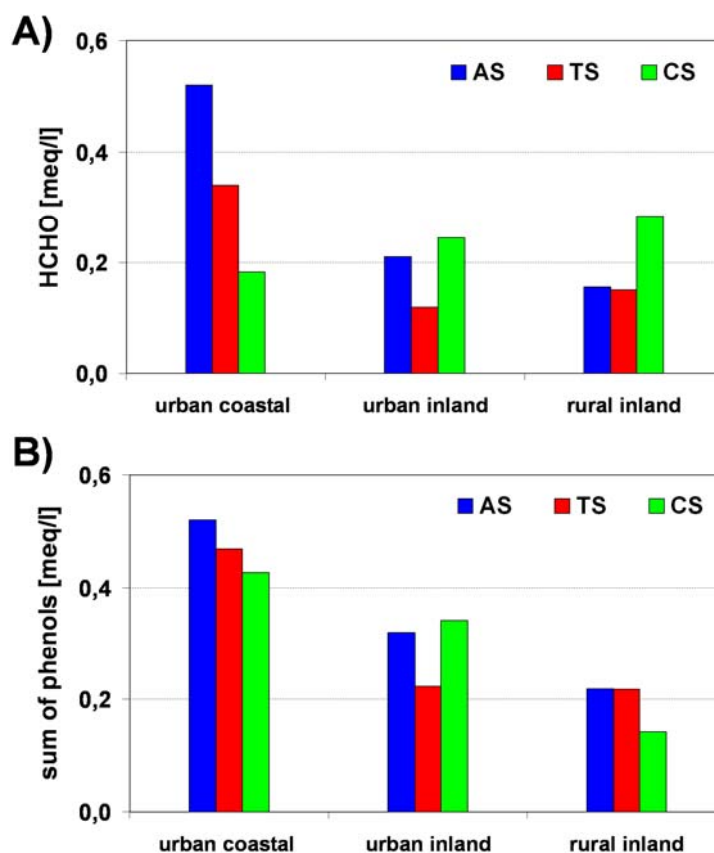 A)
0,6
AS TS CS
0,4
HCHO [meq/l]
0,2
0,0
urban coastal urban inland rural inland
B)
0,6
AS TS CS
0,4
sum of phenols [meq/l]
0,2
0,0
urban coastal urban inland rural inland